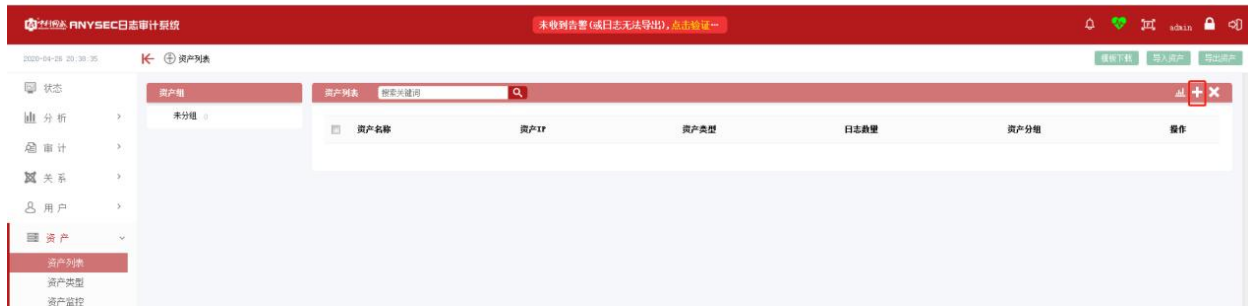 ANYSEC日志审计系统
未收到告警(或日志无法导出),点击验证--
admin
2020-04-26 20:30:35
资产列表
模板下载 导入资产 导出资产
状态
资产组
资产列表 搜索关键词
分析
未分组 0
资产名称 资产IP 资产类型 日志数量 资产分组 操作
审计
关系
用户
资产
资产列表
资产类型
资产监控